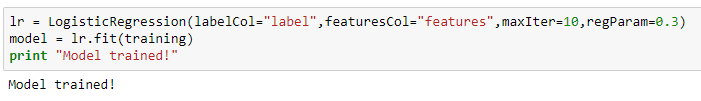 lr = LogisticRegression(labelCol="label",featuresCol="features",maxIter=10,regParam=0.3)
model = lr.fit(training)
print "Model trained!"
Model trained!